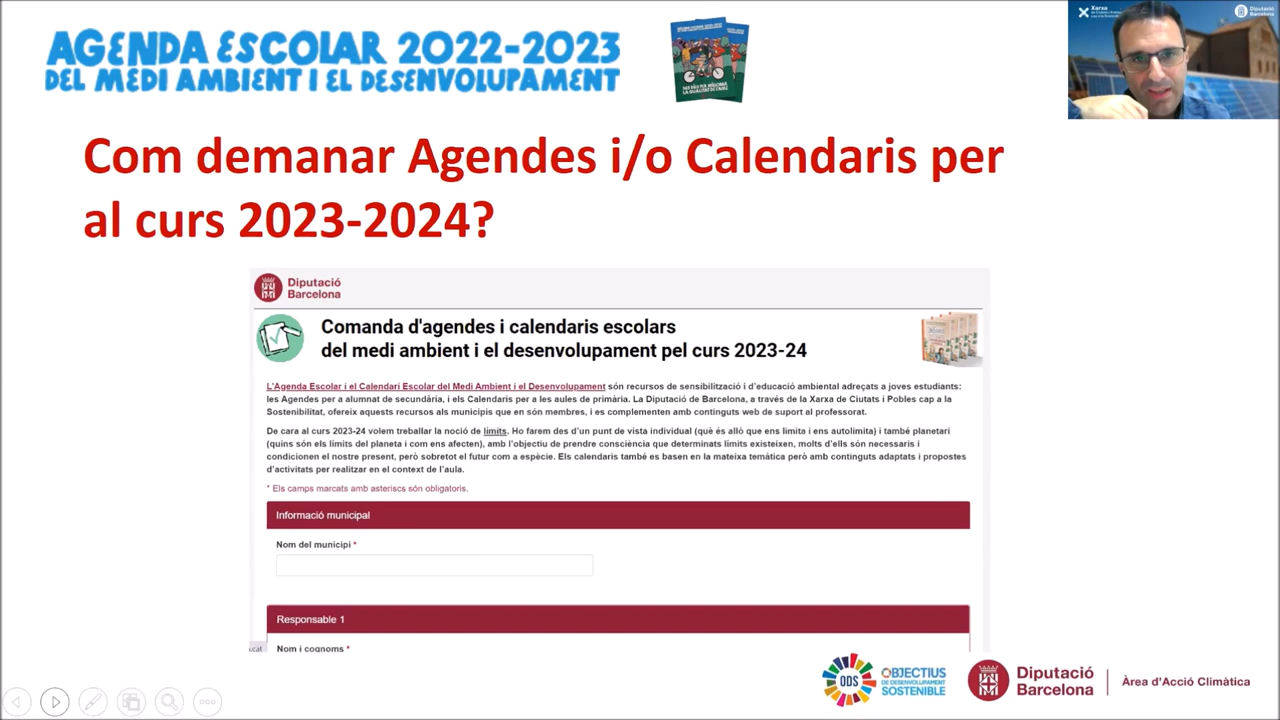 AGENDA ESCOLAR 2022-2023
DEL MEDI AMBIENT I EL DESENVOLUPAMENT
Xarxa
Diputació
Barcelona
Com demanar Agendes i/o Calendaris per
al curs 2023-2024?
Diputació
Barcelona
Comanda d'agendes i calendaris escolars
del medi ambient i el desenvolupament pel curs 2023-24
L'Agenda Escolar i el Calendari Escolar del Medi Ambient i el Desenvolupament són recursos de sensibilització i d'educació ambiental adreçats a joves estudiants:
les Agendes per a alumnat de secundària, i els Calendaris per a les aules de primària. La Diputació de Barcelona, a través de la Xarxa de Ciutats i Pobles cap a la
Sostenibilitat, ofereix aquests recursos als municipis que en són membres, i es complementen amb continguts web de suport al professorat.
De cara al curs 2023-24 volem treballar la noció de límits. Ho farem des d'un punt de vista individual (què és allò que ens limita i ens autolimita) i també planetari
(quins són els límits del planeta i com ens afecten), amb l'objectiu de prendre consciència que determinats límits existeixen, molts d'ells són necessaris i
condicionen el nostre present, però sobretot el futur com a espècie. Els calendaris també es basen en la mateixa temàtica però amb continguts adaptats i propostes
d'activitats per realitzar en el context de l'aula.
* Els camps marcats amb asteriscs són obligatoris.
Informació municipal
Nom del municipi *
Responsable 1
Nom i cognoms *
ODS
OBJECTIUS
DE DESENVOLUPAMENT
SOSTENIBLE
Diputació
Barcelona
Àrea d'Acció Climàtica